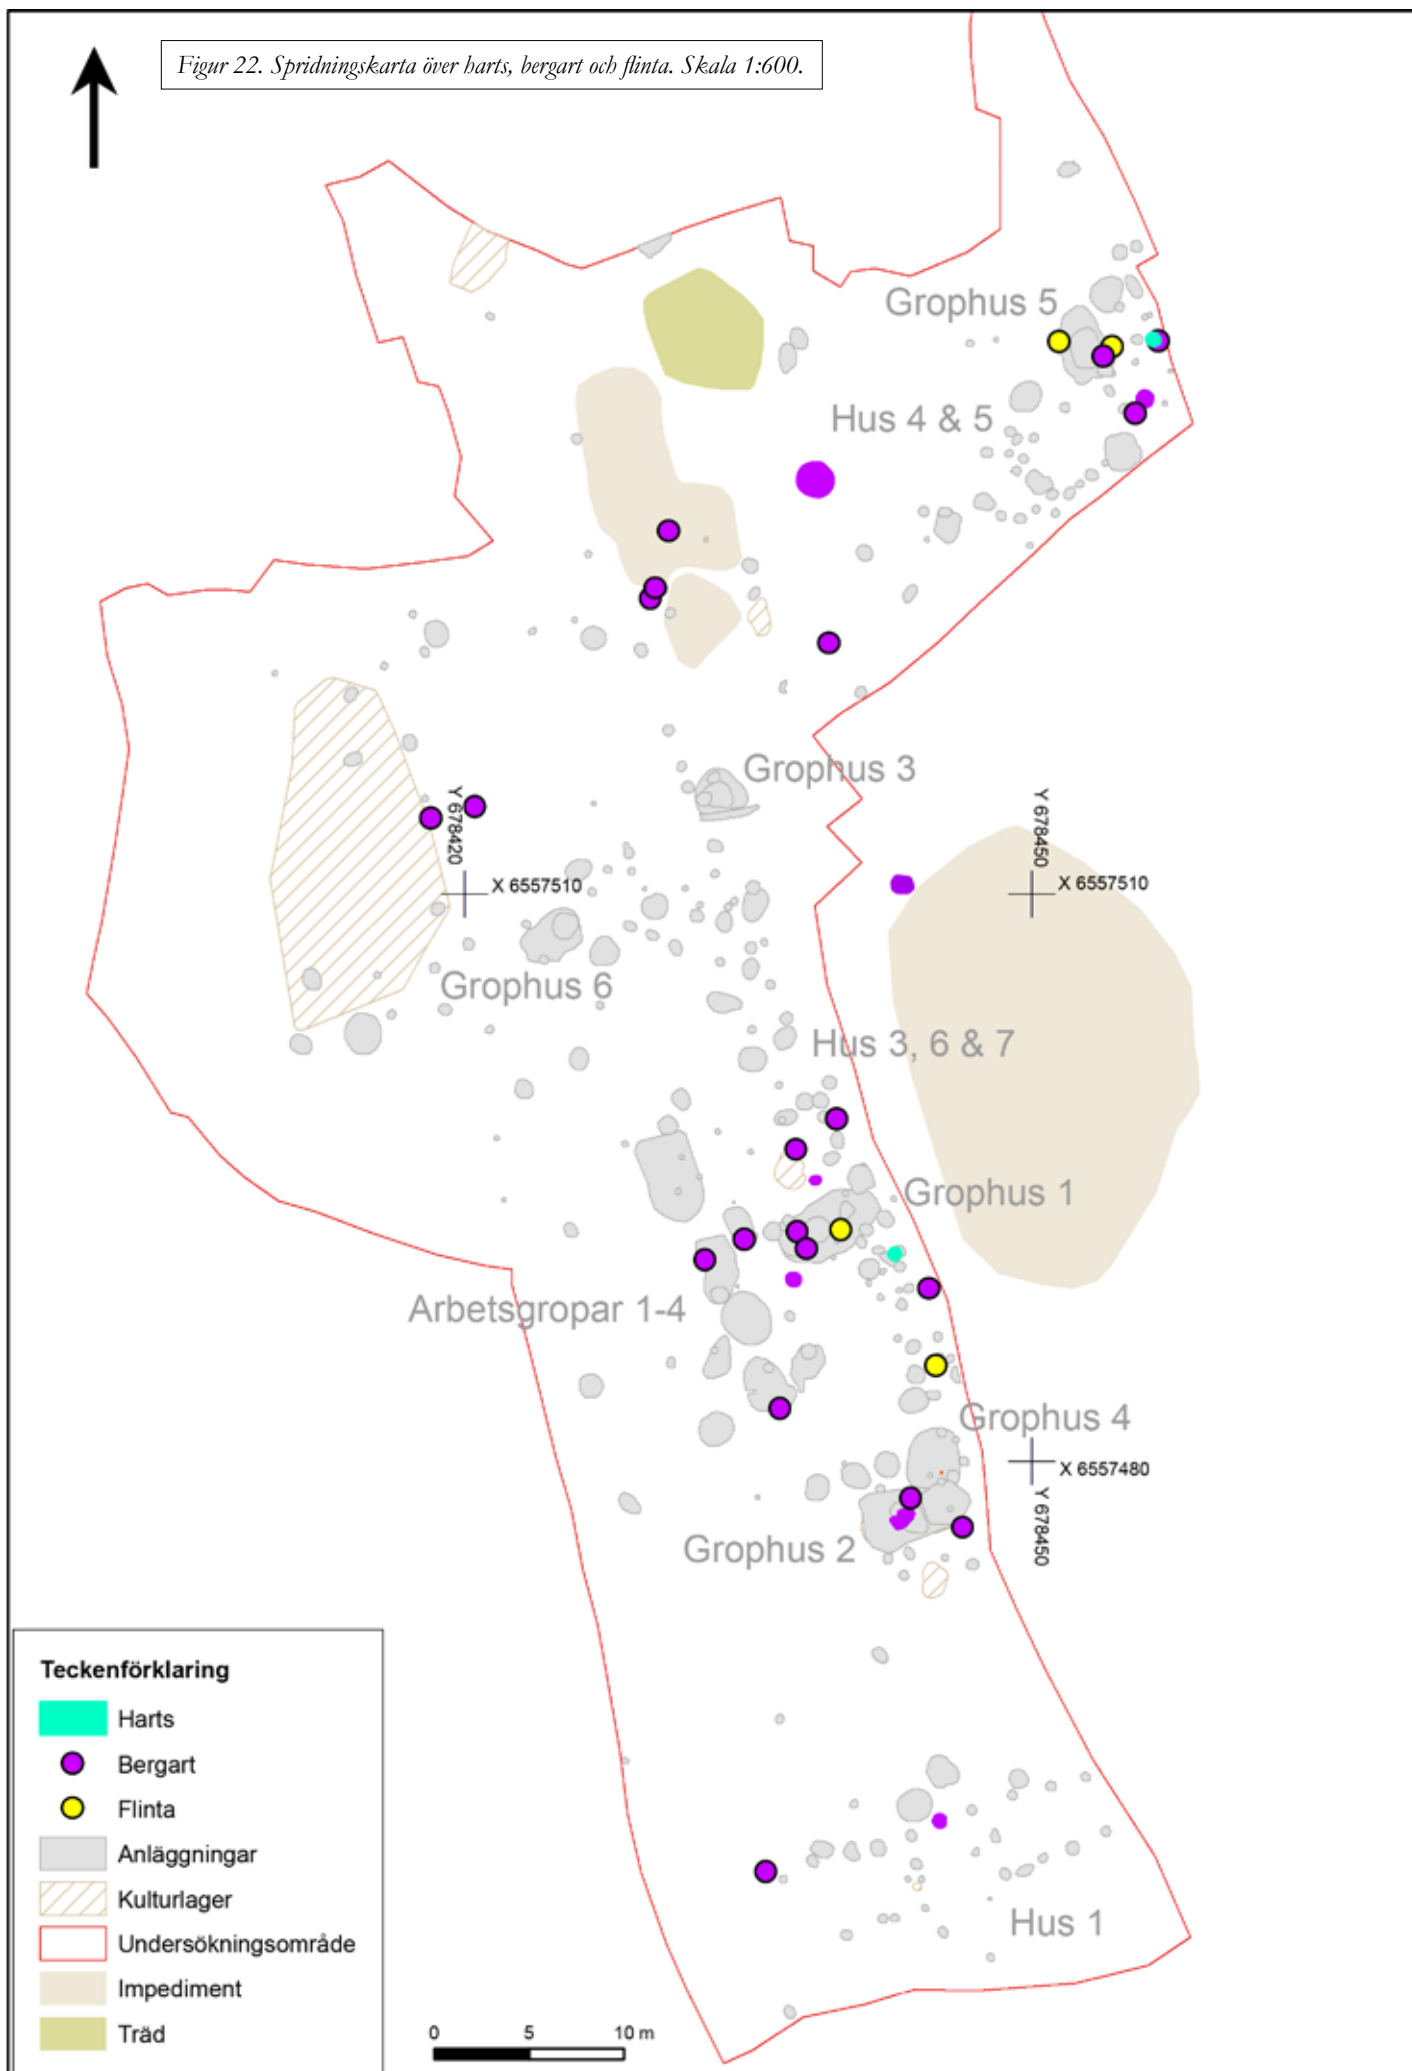 Figur 22. Spridningskarta över harts, bergart och flinta. Skala 1:600.
Grophus 5
Hus 4 & 5
Grophus 3
Y 678420
X 6557510
Y 678450
X 6557510
Grophus 6
Hus 3, 6 & 7
Grophus 1
Arbetsgropar 1-4
Grophus 4
X 6557480
Y 678450
Grophus 2
Hus 1
Teckenförklaring
Harts
Bergart
Flinta
Anläggningar
Kulturlager
Undersökningsområde
Impediment
Träd
0 5 10 m